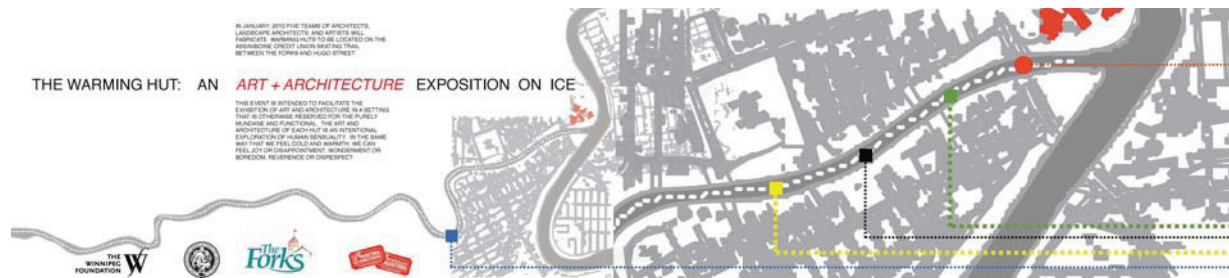 IN JANUARY, 2010 FIVE TEAMS OF ARCHITECTS,
LANDSCAPE ARCHITECTS, AND ARTISTS WILL
FABRICATE WARMING HUTS TO BE LOCATED ON THE
ASSINIBOINE CREDIT UNION SKATING TRAIL
BETWEEN THE FORKS AND HUGO STREET.
THE WARMING HUT: AN ART + ARCHITECTURE EXPOSITION ON ICE
THIS EVENT IS INTENDED TO FACILITATE THE
EXHIBITION OF ART AND ARCHITECTURE IN A SETTING
THAT IS OTHERWISE RESERVED FOR THE PURELY
MUNDANE AND FUNCTIONAL. THE ART AND
ARCHITECTURE OF EACH HUT IS AN INTENTIONAL
EXPLORATION OF HUMAN SENSUALITY. IN THE SAME
WAY THAT WE FEEL COLD AND WARMTH, WE CAN
FEEL JOY OR DISAPPOINTMENT, WONDERMENT OR
BOREDOM, REVERENCE OR DISRESPECT
THE
WINNIPEG
FOUNDATION
The
Forks